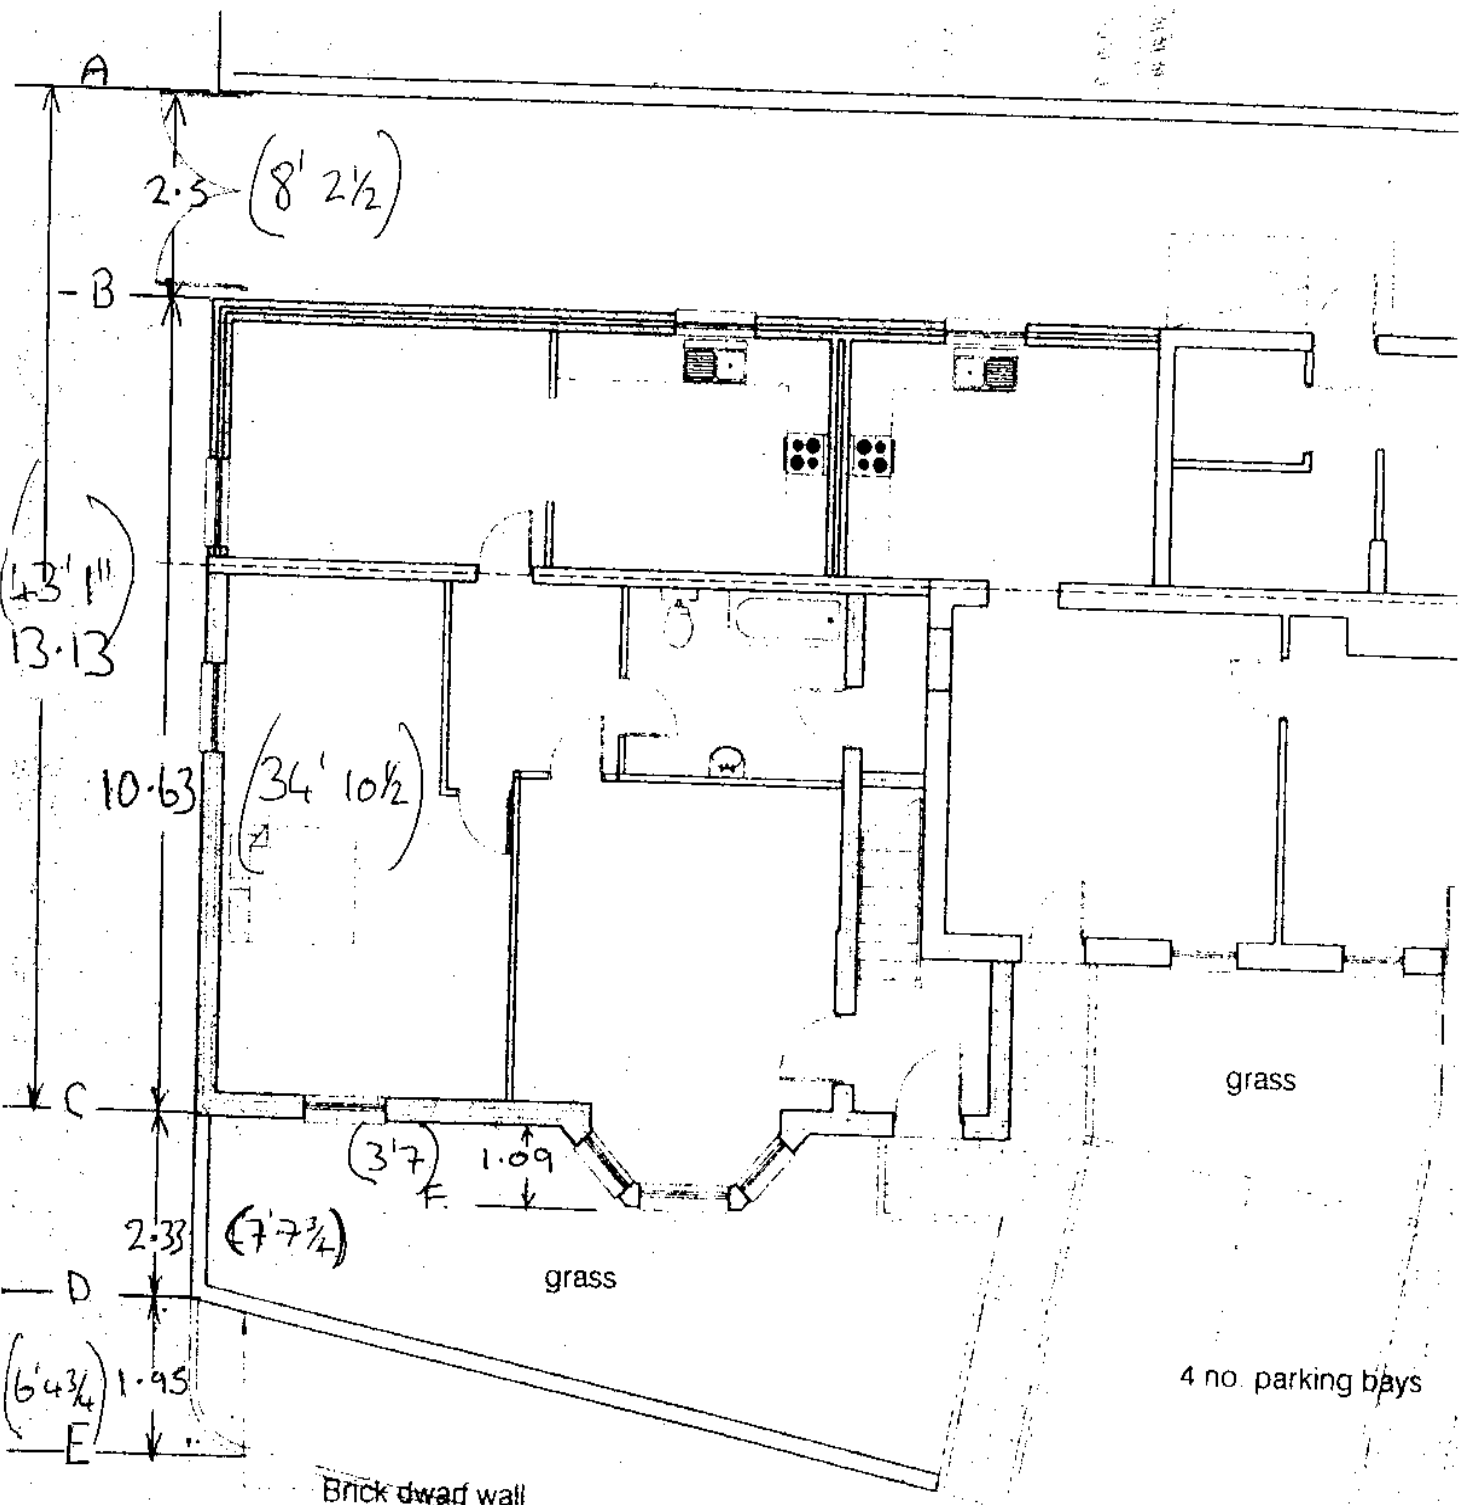 A
2.5 (8' 2½)
B
(43' 1")
13.13
10.63 (34' 10½)
grass
C
(3'7)
1.09
F.
2.33 (7'7¾)
grass
D
(6'4¾) 1.95
4 no. parking bays
E
Brick dwarf wall